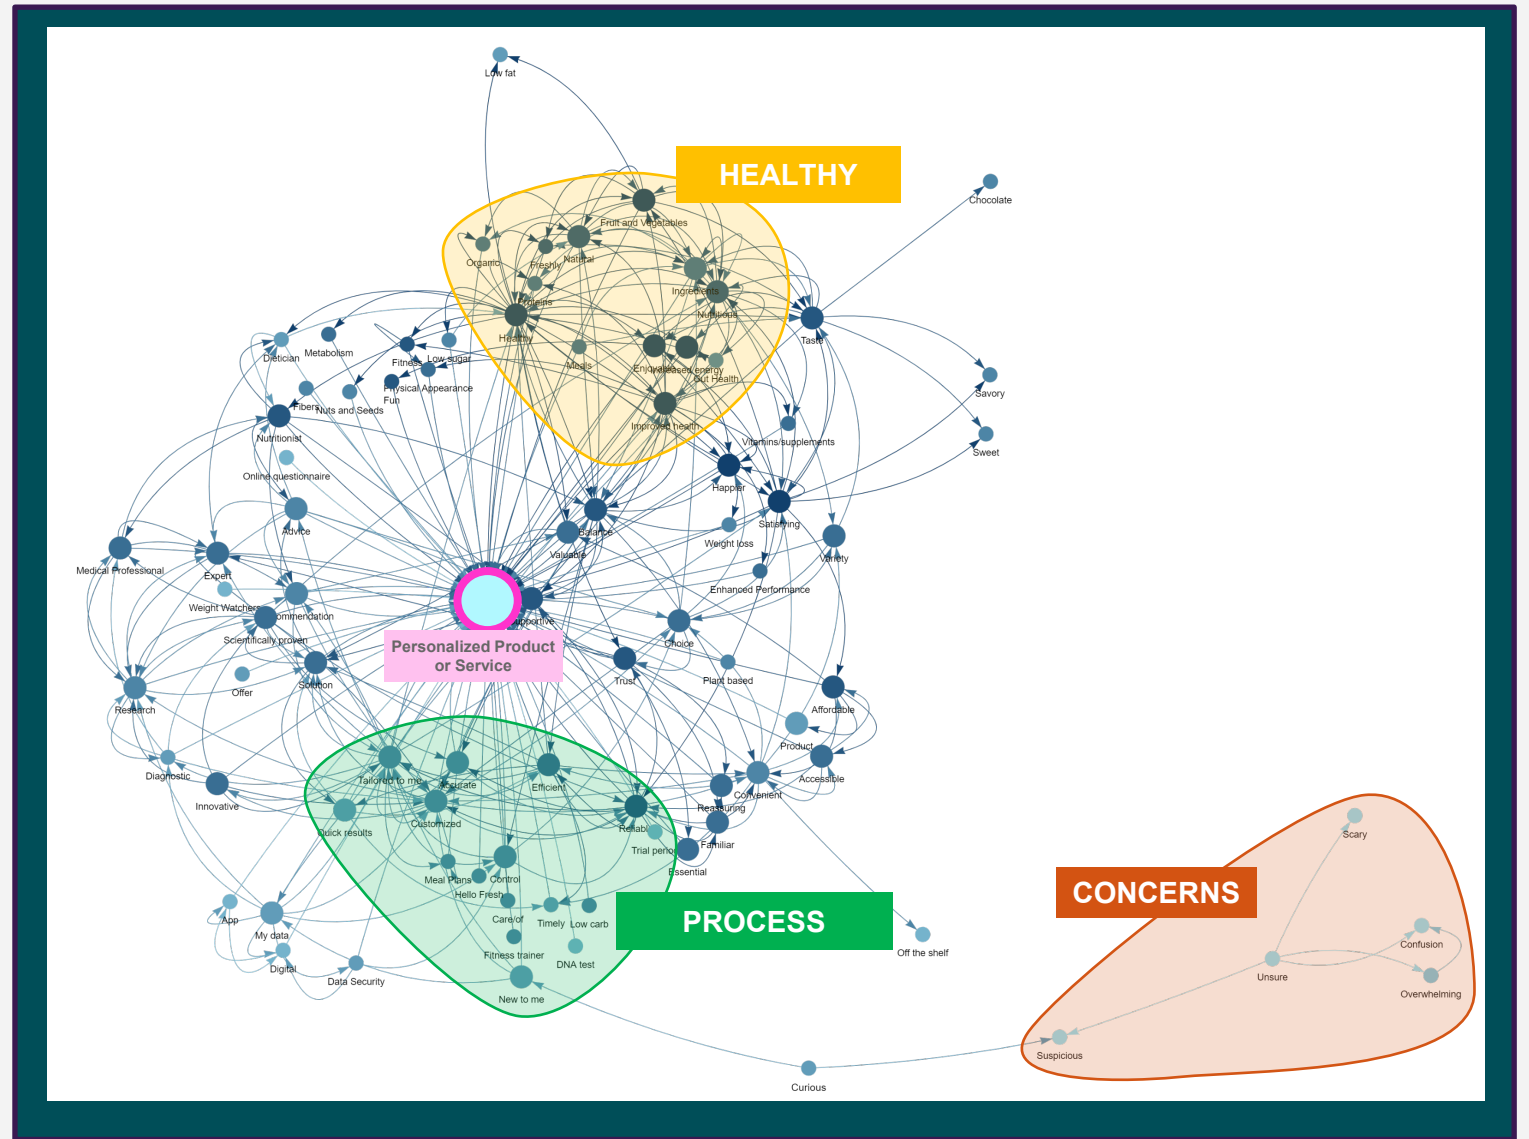 Low fat
HEALTHY
Chocolate
Fruit and Vegetables
Organic
Freshly
Natural
Ingredients
Proteins
Nutritious
Healthy
Taste
Dietician
Metabolism
Fitness
Low sugar
Meals
Enjoyable
Increased energy
Gut Health
Physical Appearance
Fun
Savory
Fibers
Nuts and Seeds
Improved health
Nutritionist
Vitamins/supplements
Sweet
Online questionnaire
Happier
Advice
Satisfying
Balance
Weight loss
Valuable
Variety
Medical Professional
Expert
Enhanced Performance
Weight Watchers
ommendation
Supportive
Scientifically proven
Choice
Personalized Product
or Service
Solution
Trust
Plant based
Offer
Research
Affordable
Product
Diagnostic
Tailored to me
Accurate
Efficient
Accessible
Convenient
Innovative
Reassuring
Quick results
Customized
Reliable
Scary
Familiar
Trial period
Essential
Meal Plans
Control
CONCERNS
Hello Fresh
App
Care/of
Timely
Low carb
PROCESS
My data
Confusion
Fitness trainer
Off the shelf
DNA test
Digital
Unsure
Data Security
Overwhelming
New to me
Suspicious
Curious